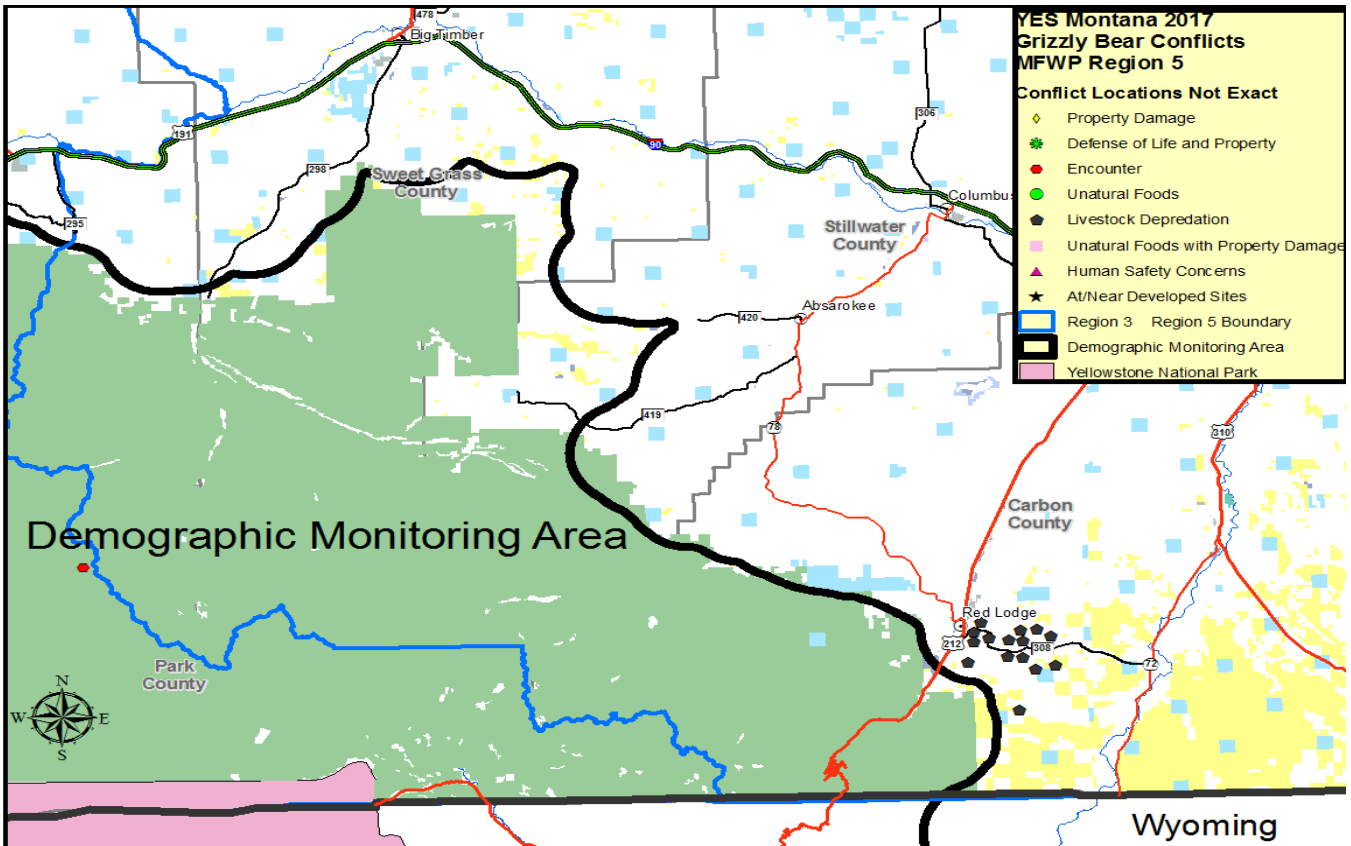 YES Montana 2017
Grizzly Bear Conflicts
MFWP Region 5
Conflict Locations Not Exact
Property Damage
Defense of Life and Property
Encounter
Unatural Foods
Livestock Depredation
Unatural Foods with Property Damage
Human Safety Concerns
At/Near Developed Sites
Region 3 Region 5 Boundary
Demographic Monitoring Area
Yellowstone National Park
478
Big Timber
191
90
306
298
Sweet Grass
County
Columbus
295
Stillwater
County
Absarokee
420
419
78
310
Carbon
County
Demographic Monitoring Area
Red Lodge
212
308
72
Park
County
N
W
E
S
Wyoming